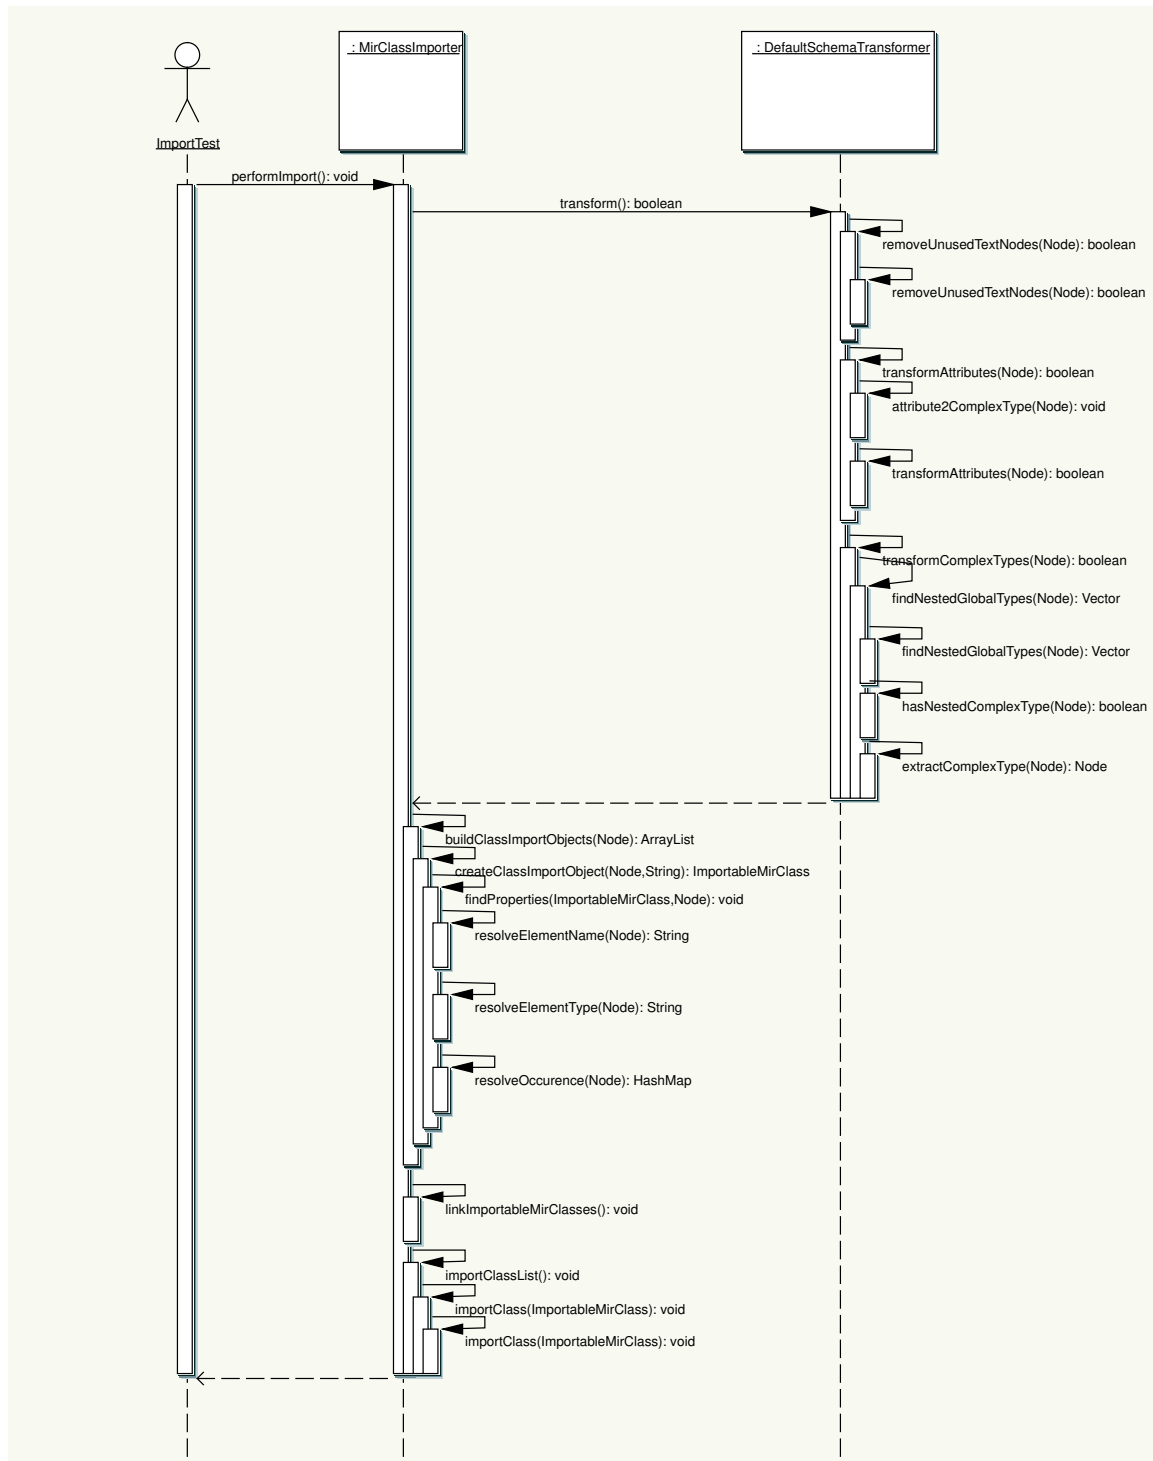 : MirClassImporter
: DefaultSchemaTransformer
ImportTest
performImport(): void
transform(): boolean
removeUnusedTextNodes(Node): boolean
removeUnusedTextNodes(Node): boolean
transformAttributes(Node): boolean
attribute2ComplexType(Node): void
transformAttributes(Node): boolean
transformComplexTypes(Node): boolean
findNestedGlobalTypes(Node): Vector
findNestedGlobalTypes(Node): Vector
hasNestedComplexType(Node): boolean
extractComplexType(Node): Node
buildClassImportObjects(Node): ArrayList
createClassImportObject(Node,String): ImportableMirClass
findProperties(ImportableMirClass,Node): void
resolveElementName(Node): String
resolveElementType(Node): String
resolveOccurence(Node): HashMap
linkImportableMirClasses(): void
importClassList(): void
importClass(ImportableMirClass): void
importClass(ImportableMirClass): void